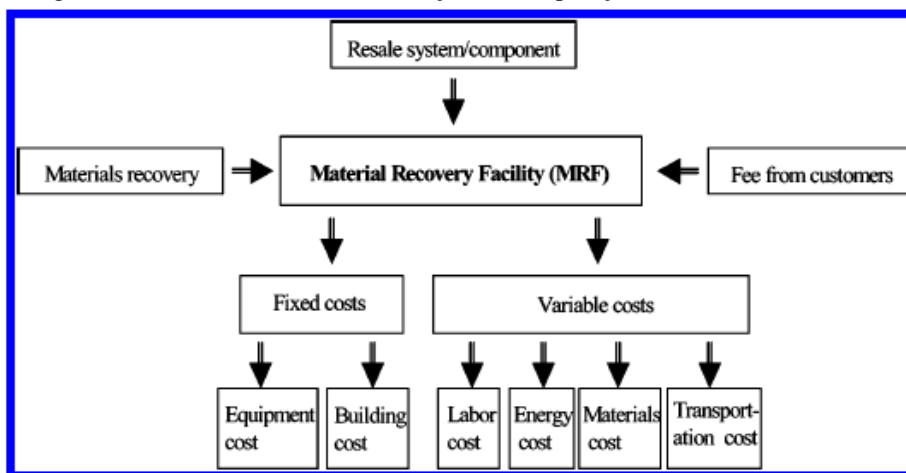 Resale system/component
Materials recovery
Material Recovery Facility (MRF)
Fee from customers
Fixed costs
Variable costs
Equipment
cost
Building
cost
Labor
cost
Energy
cost
Materials
cost
Transport-
ation cost